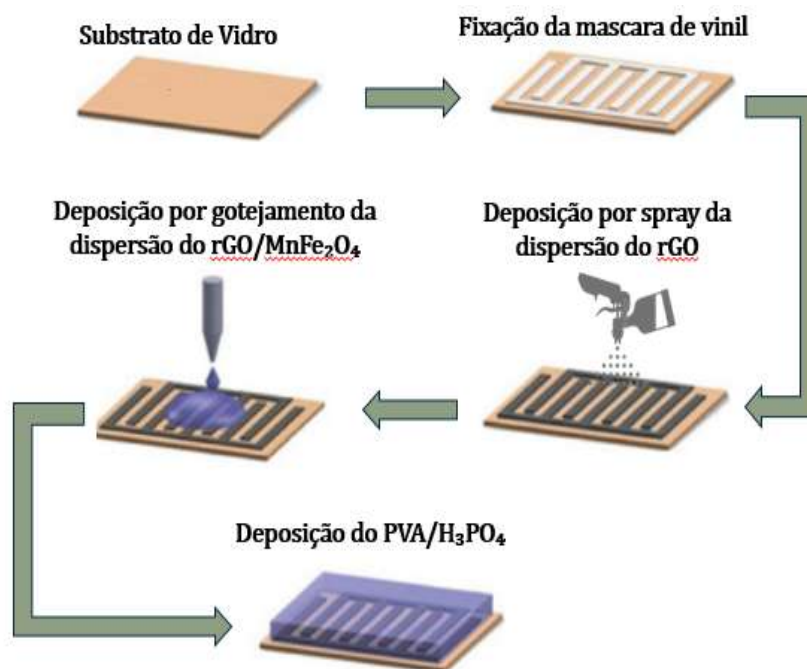 Substrato de Vidro
Fixação da mascara de vinil
Deposição por spray da
dispersão do rGO
Deposição por gotejamento da
dispersão do rGO/MnFe₂O₄
Deposição do PVA/H₃PO₄